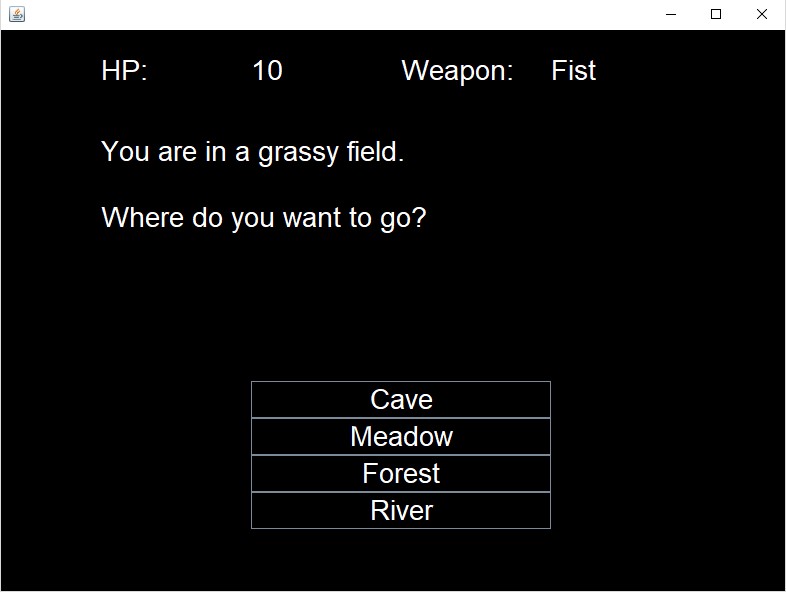 HP: 10 Weapon: Fist
You are in a grassy field.
Where do you want to go?
Cave
Meadow
Forest
River